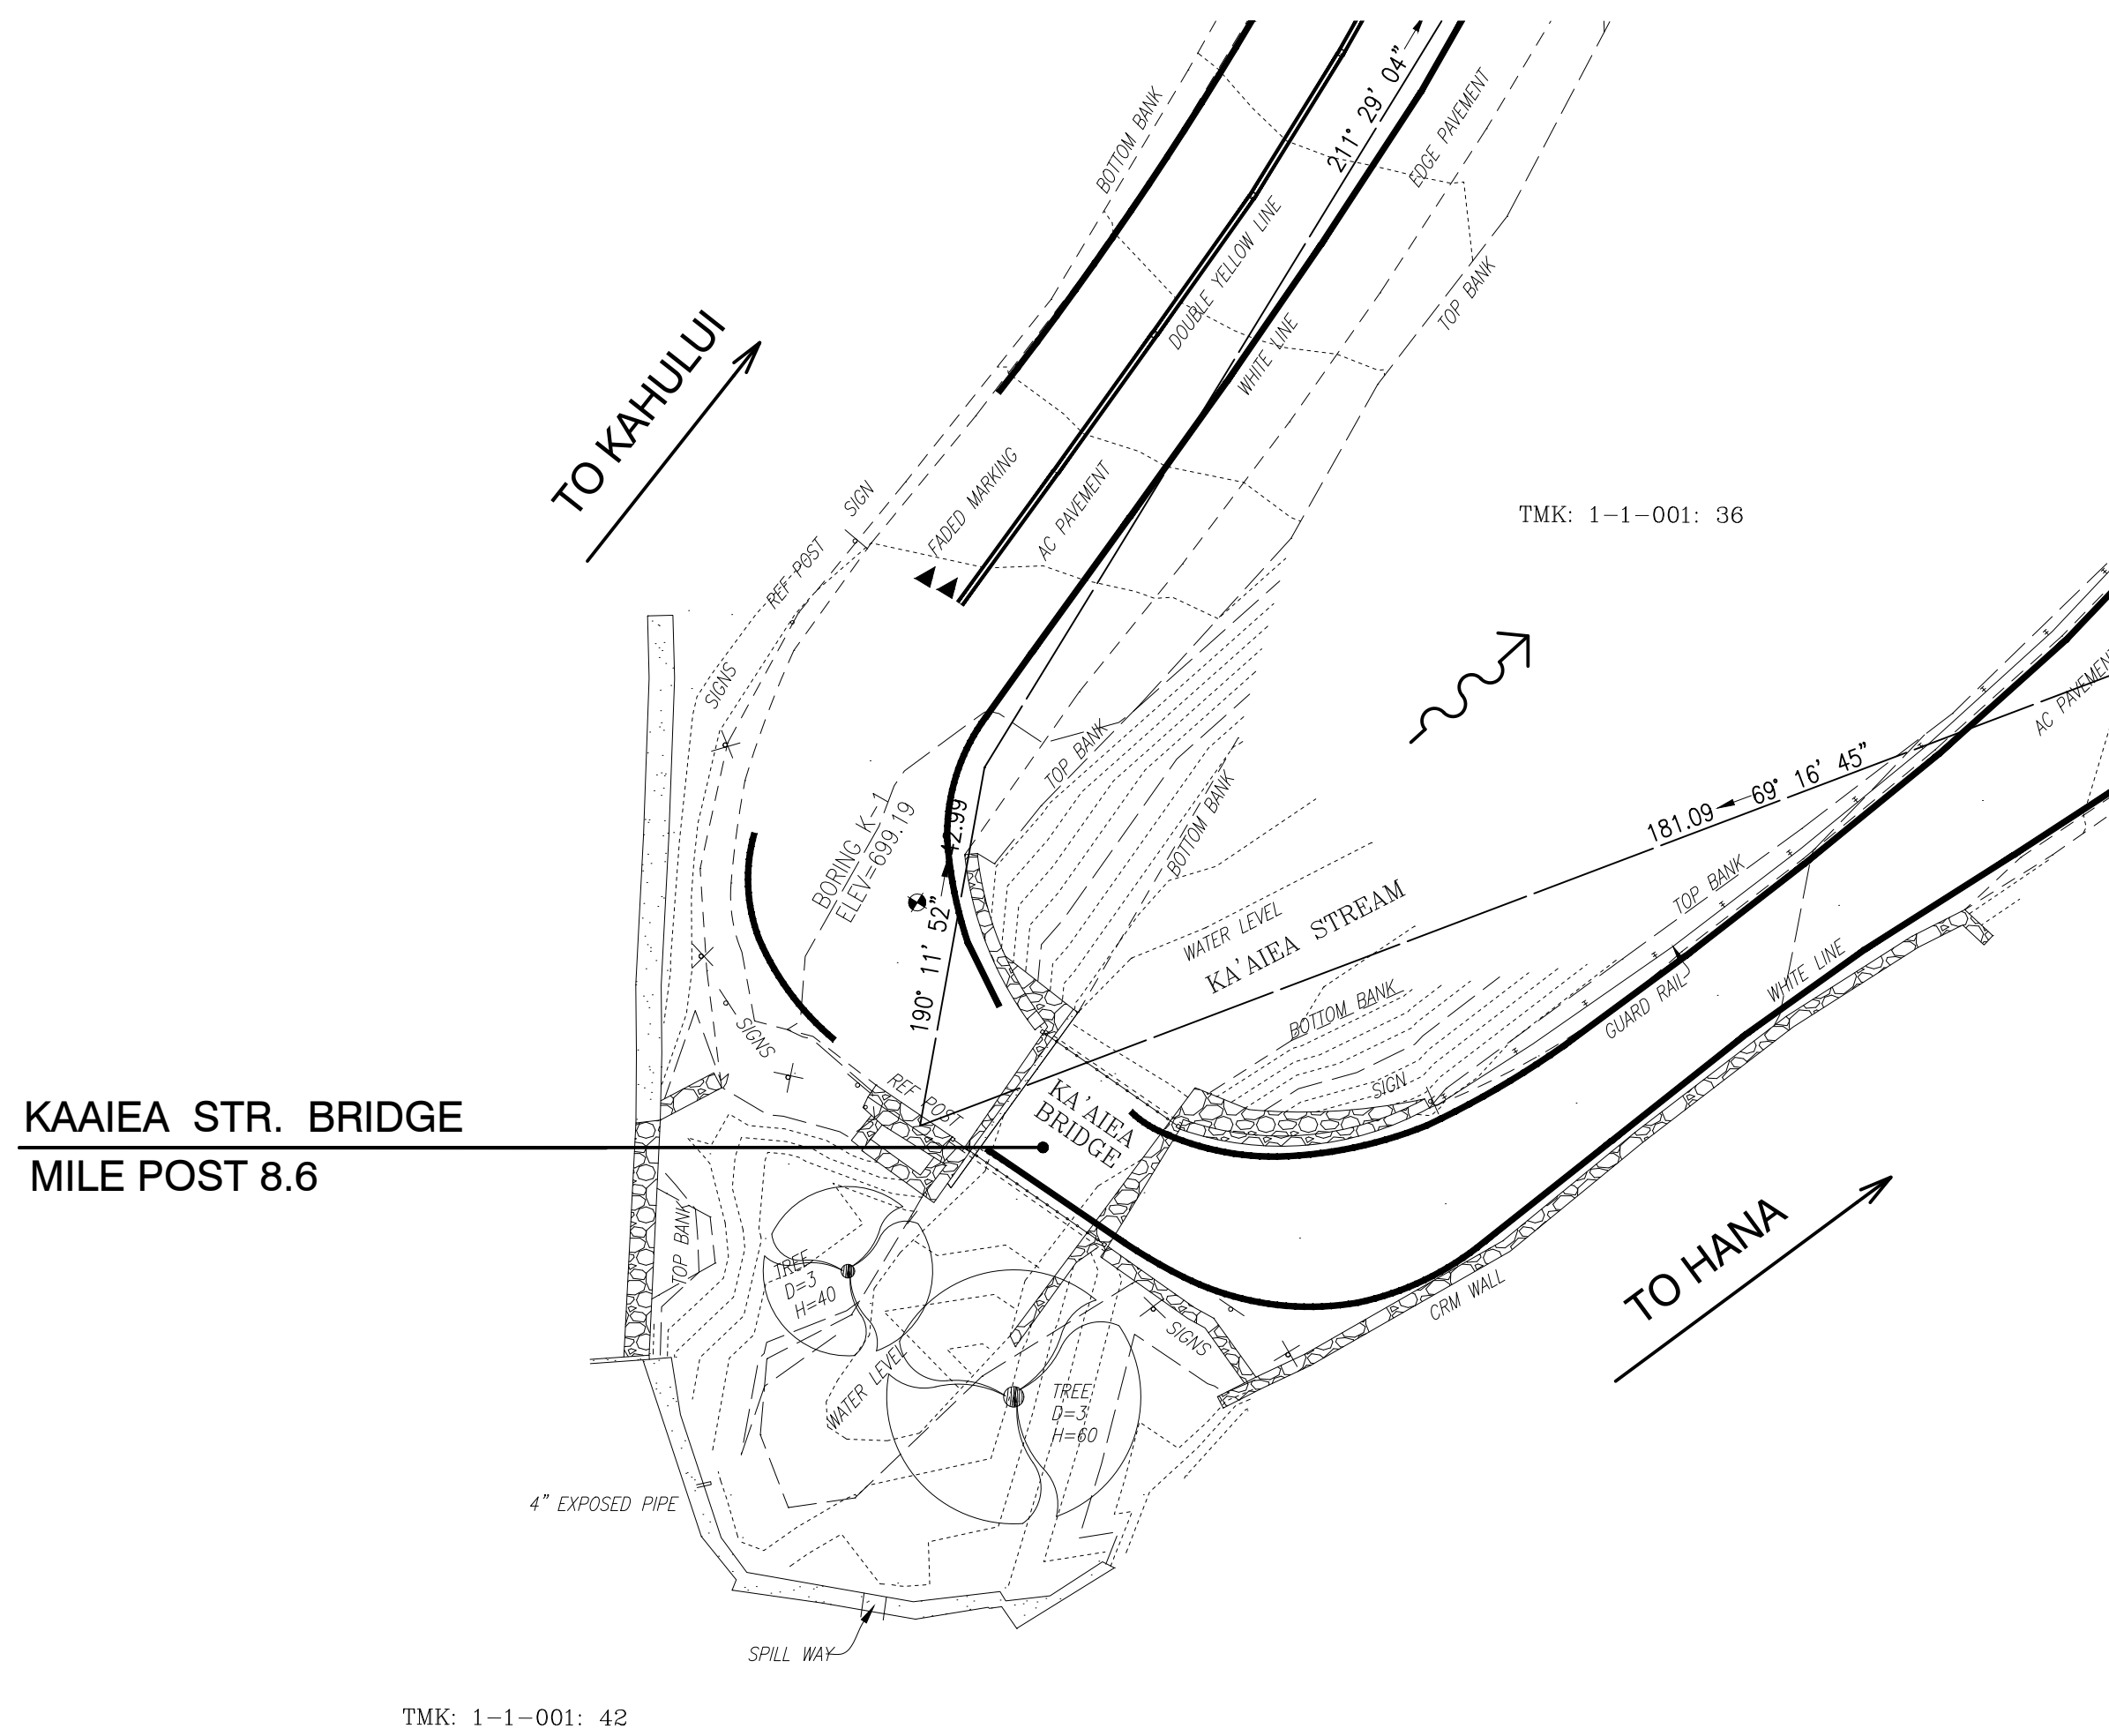 BOTTOM BANK
211° 29' 04"
EDGE PAVEMENT
DOUBLE YELLOW LINE
TOP BANK
WHITE LINE
TO KAHULUI
SIGN
FADED MARKING
AC PAVEMENT
REF POST
TMK: 1-1-001: 36
SIGNS
TOP BANK
AC PAVEMENT
BORING K-1
ELEV=699.19
42.99
BOTTOM BANK
181.09
69° 16' 45"
TOP BANK
WATER LEVEL
KA'AIEA STREAM
190° 11' 52"
WHITE LINE
BOTTOM BANK
GUARD RAIL
SIGNS
REF POST
SIGN
KA'AIEA
BRIDGE
KAAIEA STR. BRIDGE
MILE POST 8.6
TOP BANK
TO HANA
TREE
D=3
H=40
CRM WALL
SIGNS
WATER LEVEL
TREE
D=3
H=60
4" EXPOSED PIPE
SPILL WAY
TMK: 1-1-001: 42